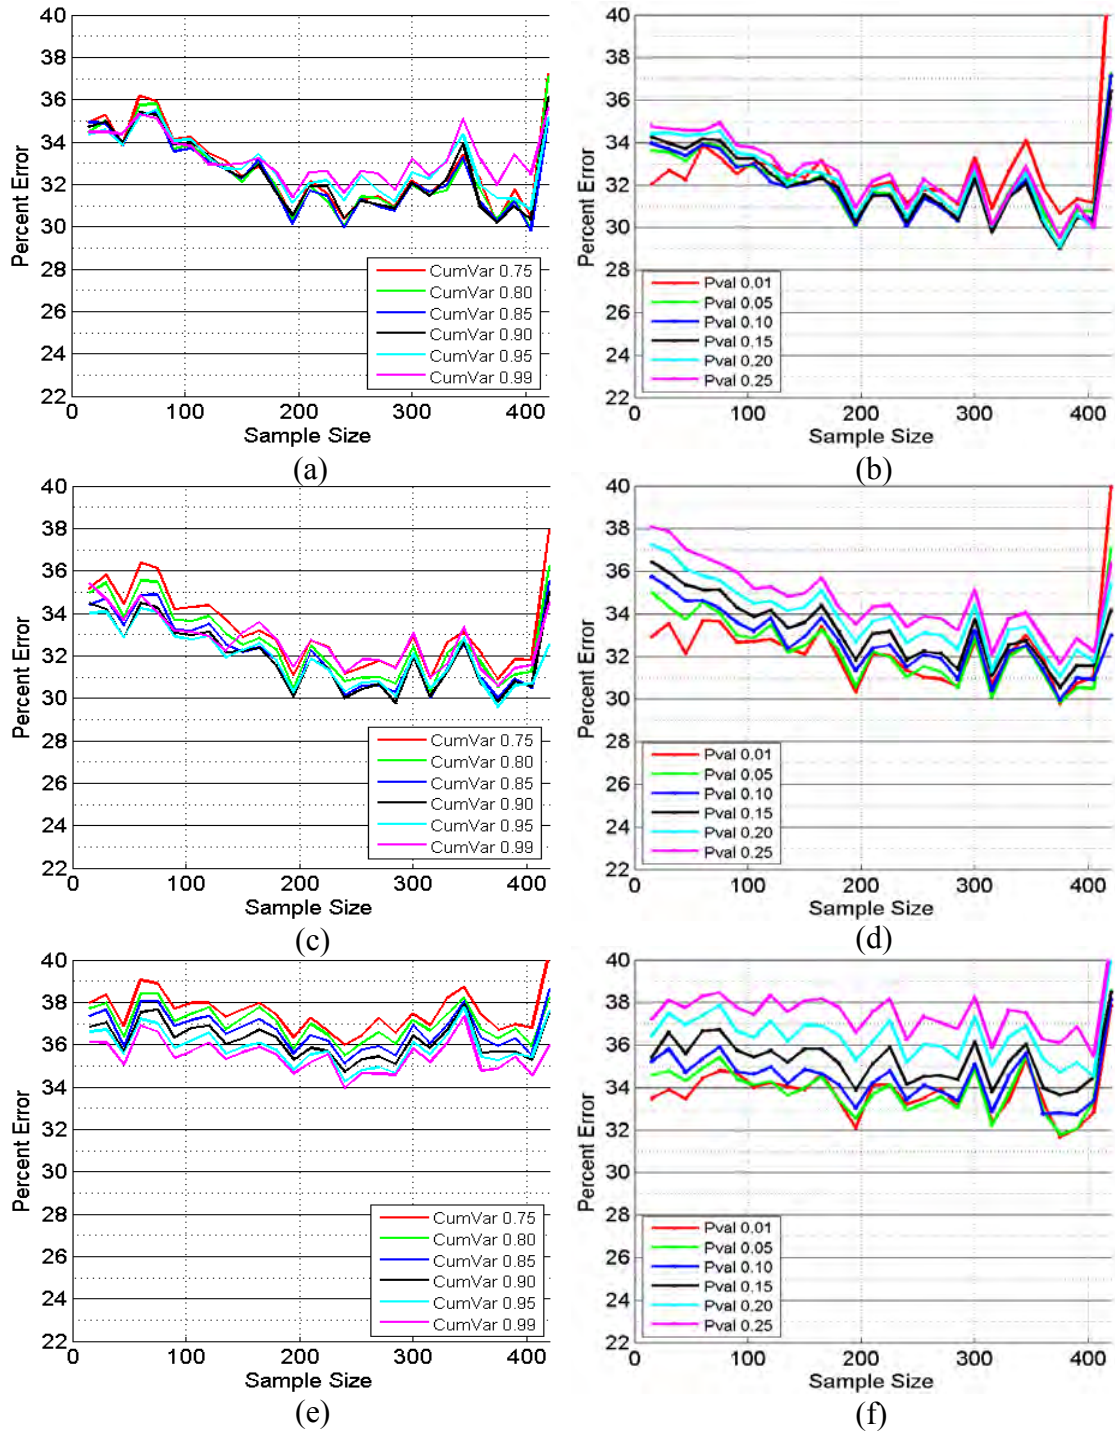 40
38
36
34
32
30
28
26
24
22
0
100
200
300
400
Percent Error
Sample Size
CumVar 0.75
CumVar 0.80
CumVar 0.85
CumVar 0.90
CumVar 0.95
CumVar 0.99
(a)
40
38
36
34
32
30
28
26
24
22
0
100
200
300
400
Percent Error
Sample Size
Pval 0.01
Pval 0.05
Pval 0.10
Pval 0.15
Pval 0.20
Pval 0.25
(b)
40
38
36
34
32
30
28
26
24
22
0
100
200
300
400
Percent Error
Sample Size
CumVar 0.75
CumVar 0.80
CumVar 0.85
CumVar 0.90
CumVar 0.95
CumVar 0.99
(c)
40
38
36
34
32
30
28
26
24
22
0
100
200
300
400
Percent Error
Sample Size
Pval 0.01
Pval 0.05
Pval 0.10
Pval 0.15
Pval 0.20
Pval 0.25
(d)
40
38
36
34
32
30
28
26
24
22
0
100
200
300
400
Percent Error
Sample Size
CumVar 0.75
CumVar 0.80
CumVar 0.85
CumVar 0.90
CumVar 0.95
CumVar 0.99
(e)
40
38
36
34
32
30
28
26
24
22
0
100
200
300
400
Percent Error
Sample Size
Pval 0.01
Pval 0.05
Pval 0.10
Pval 0.15
Pval 0.20
Pval 0.25
(f)